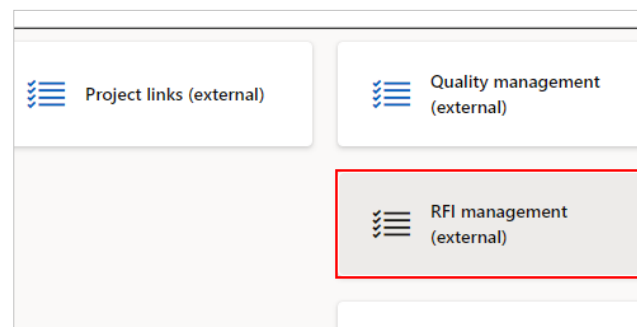 Project links (external)
Quality management
(external)
RFI management
(external)